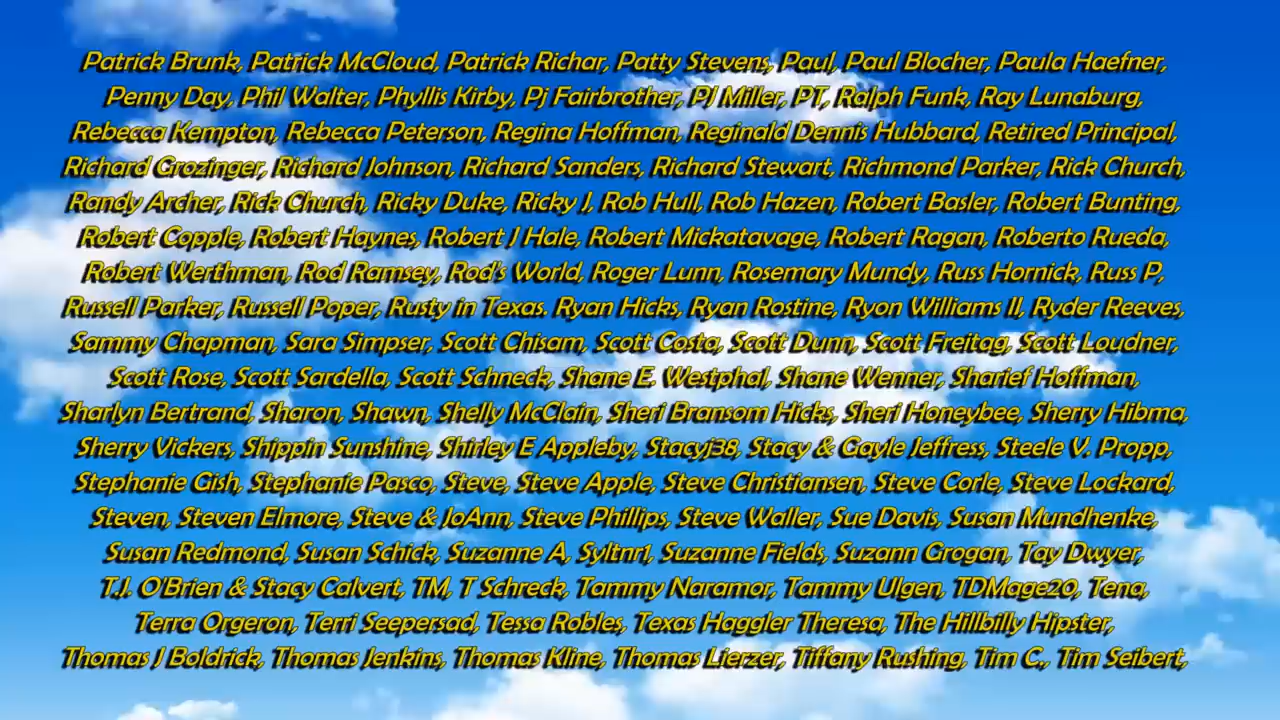 Patrick Brunk, Patrick McCloud, Patrick Richar, Patty Stevens, Paul, Paul Blocher, Paula Haefner,
Penny Day, Phil Walter, Phyllis Kirby, Pj Fairbrother, PJ Miller, PT, Ralph Funk, Ray Lunaburg,
Rebecca Kempton, Rebecca Peterson, Regina Hoffman, Reginald Dennis Hubbard, Retired Principal,
Richard Grozinger, Richard Johnson, Richard Sanders, Richard Stewart, Richmond Parker, Rick Church,
Randy Archer, Rick Church, Ricky Duke, Ricky J, Rob Hull, Rob Hazen, Robert Basler, Robert Bunting,
Robert Copple, Robert Haynes, Robert J Hale, Robert Mickatavage, Robert Ragan, Roberto Rueda,
Robert Werthman, Rod Ramsey, Rod's World, Roger Lunn, Rosemary Mundy, Russ Hornick, Russ P,
Russell Parker, Russell Poper, Rusty in Texas. Ryan Hicks, Ryan Rostine, Ryon Williams II, Ryder Reeves,
Sammy Chapman, Sara Simpser, Scott Chisam, Scott Costa, Scott Dunn, Scott Freitag, Scott Loudner,
Scott Rose, Scott Sardella, Scott Schneck, Shane E. Westphal, Shane Wenner, Sharief Hoffman,
Sharlyn Bertrand, Sharon, Shawn, Shelly McClain, Sheri Bransom Hicks, Sheri Honeybee, Sherry Hibma,
Sherry Vickers, Shippin Sunshine, Shirley E Appleby, Stacyj38, Stacy & Gayle Jeffress, Steele V. Propp,
Stephanie Gish, Stephanie Pasco, Steve, Steve Apple, Steve Christiansen, Steve Corle, Steve Lockard,
Steven, Steven Elmore, Steve & JoAnn, Steve Phillips, Steve Waller, Sue Davis, Susan Mundhenke,
Susan Redmond, Susan Schick, Suzanne A, Syltnr1, Suzanne Fields, Suzann Grogan, Tay Dwyer,
T.J. O'Brien & Stacy Calvert, TM, T Schreck, Tammy Naramor, Tammy Ulgen, TDMage20, Tena,
Terra Orgeron, Terri Seepersad, Tessa Robles, Texas Haggler Theresa, The Hillbilly Hipster,
Thomas J Boldrick, Thomas Jenkins, Thomas Kline, Thomas Lierzer, Tiffany Rushing, Tim C., Tim Seibert,